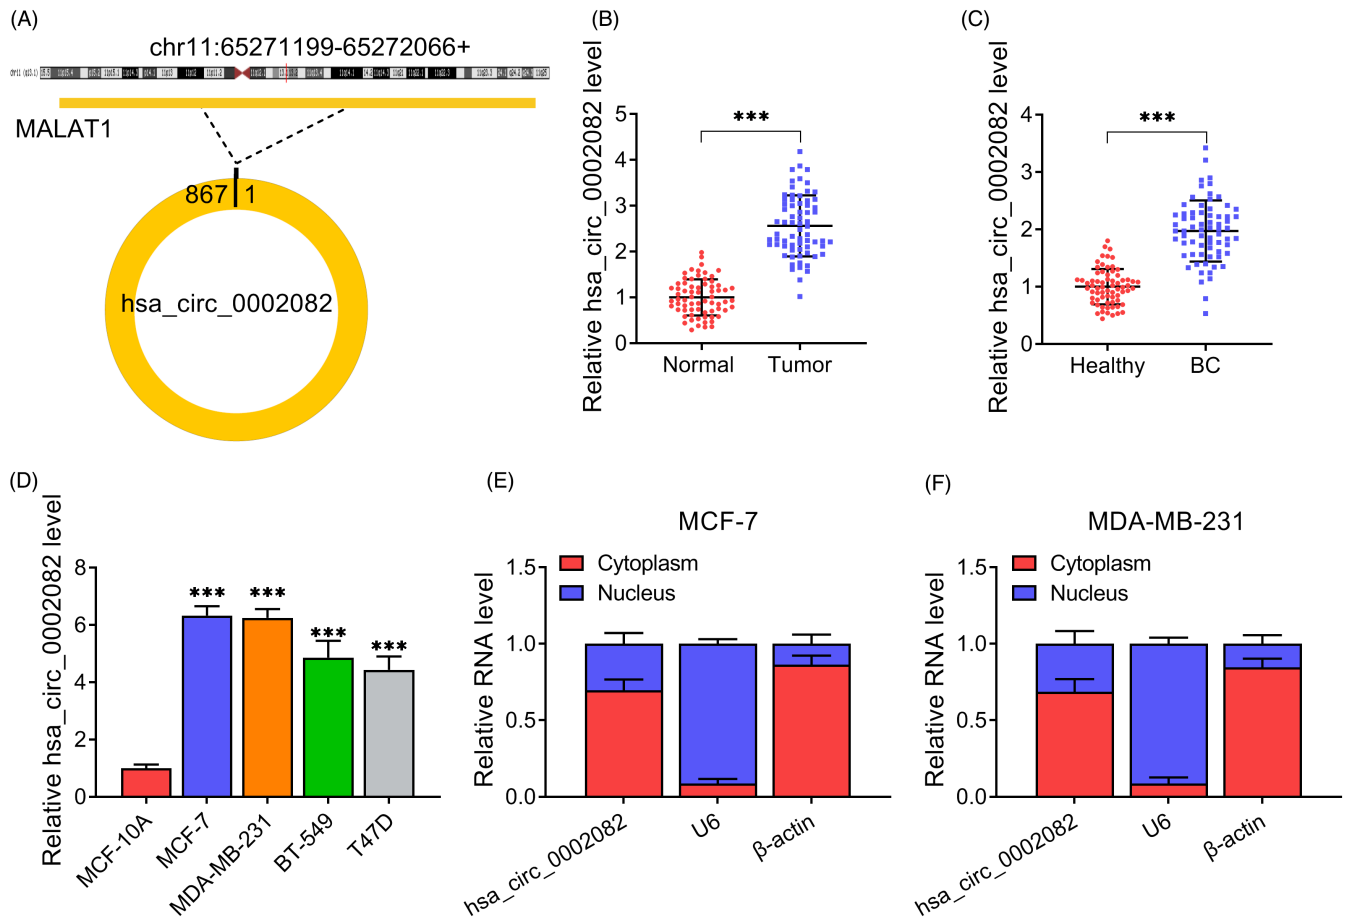 (A)
chr11:65271199-65272066+
MALAT1
867 1
hsa_circ_0002082
(B)
Relative hsa_circ_0002082 level
5
4
3
2
1
0
***
Normal Tumor
(C)
Relative hsa_circ_0002082 level
4
3
2
1
0
***
Healthy BC
(D)
Relative hsa_circ_0002082 level
8
6
4
2
0
*** *** *** ***
MCF-10A MCF-7 MDA-MB-231 BT-549 T47D
(E)
MCF-7
Cytoplasm
Nucleus
Relative RNA level
1.5
1.0
0.5
0.0
hsa_circ_0002082 U6 β-actin
(F)
MDA-MB-231
Cytoplasm
Nucleus
Relative RNA level
1.5
1.0
0.5
0.0
hsa_circ_0002082 U6 β-actin